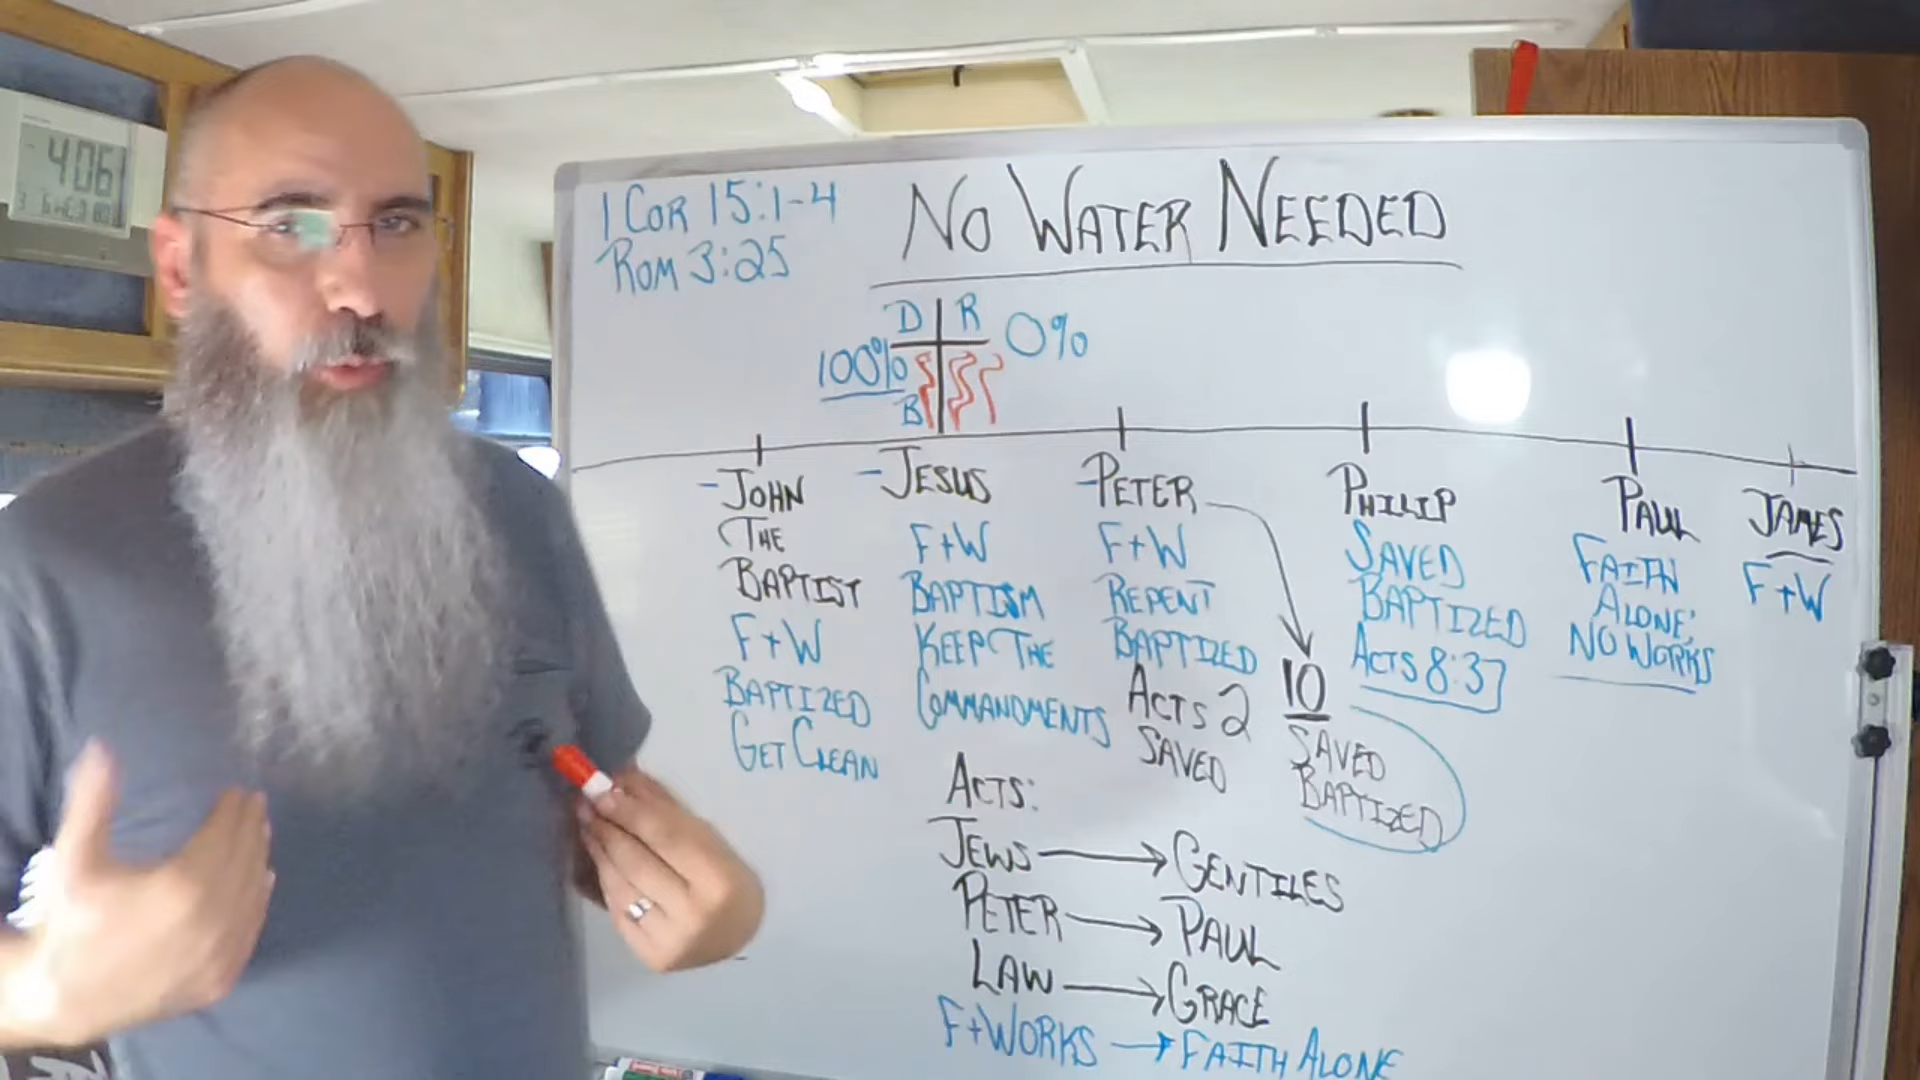 406
1 COR 15:1-4
ROM 3:25
NO WATER NEEDED
D R
100% 0%
B
-JOHN
THE
BAPTIST
F+W
BAPTIZED
GET CLEAN
-JESUS
F+W
BAPTISM
KEEP THE
COMMANDMENTS
-PETER
F+W
REPENT
BAPTIZED
ACTS 2
SAVED
10
SAVED
BAPTIZED
PHILIP
SAVED
BAPTIZED
ACTS 8:37
PAUL
FAITH
ALONE;
NO WORKS
JAMES
F+W
ACTS:
JEWS → GENTILES
PETER → PAUL
LAW → GRACE
F+WORKS → FAITH ALONE